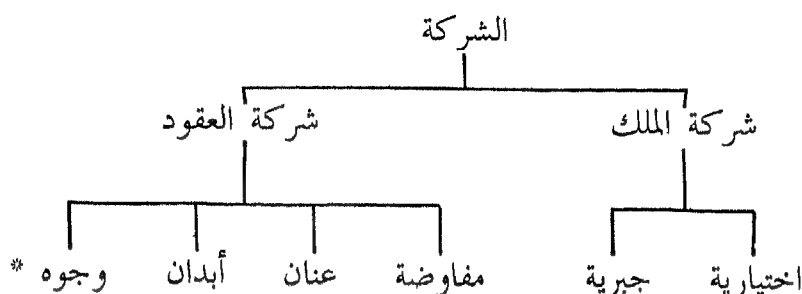 الشركة
شركة الملك شركة العقود
اختيارية جبرية مفاوضة عنان أبدان وجوه *